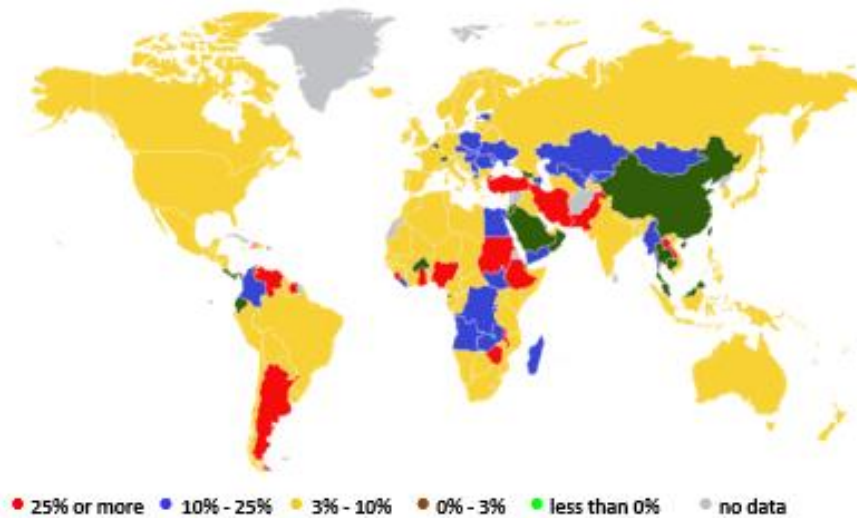 25% or more 10% - 25% 3% - 10% 0% - 3% less than 0% no data